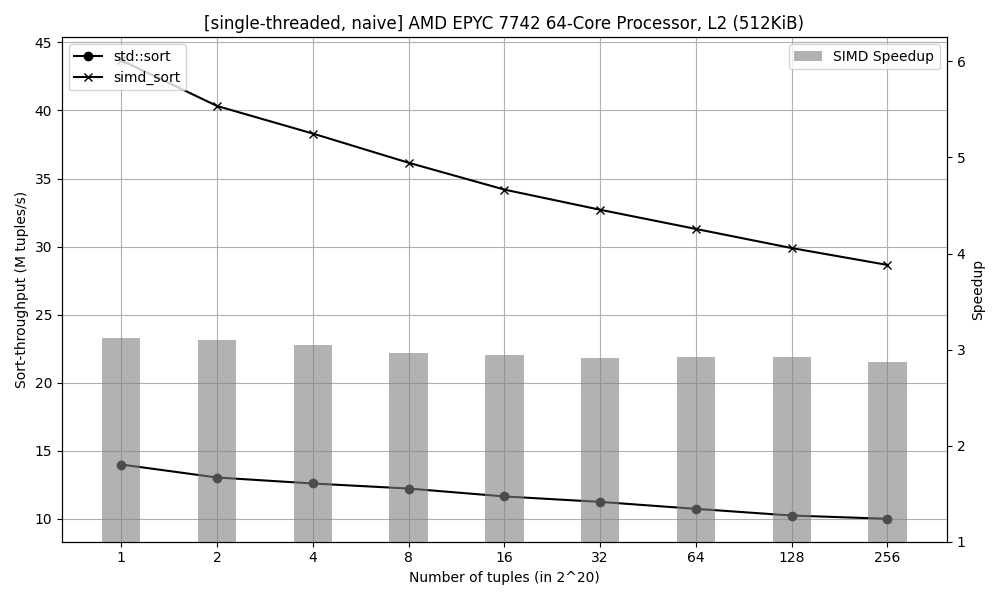 [single-threaded, naive] AMD EPYC 7742 64-Core Processor, L2 (512KiB)
std::sort
simd_sort
SIMD Speedup
Sort-throughput (M tuples/s)
45
40
35
30
25
20
15
10
6
5
4
3
2
1
Speedup
1 2 4 8 16 32 64 128 256
Number of tuples (in 2^20)